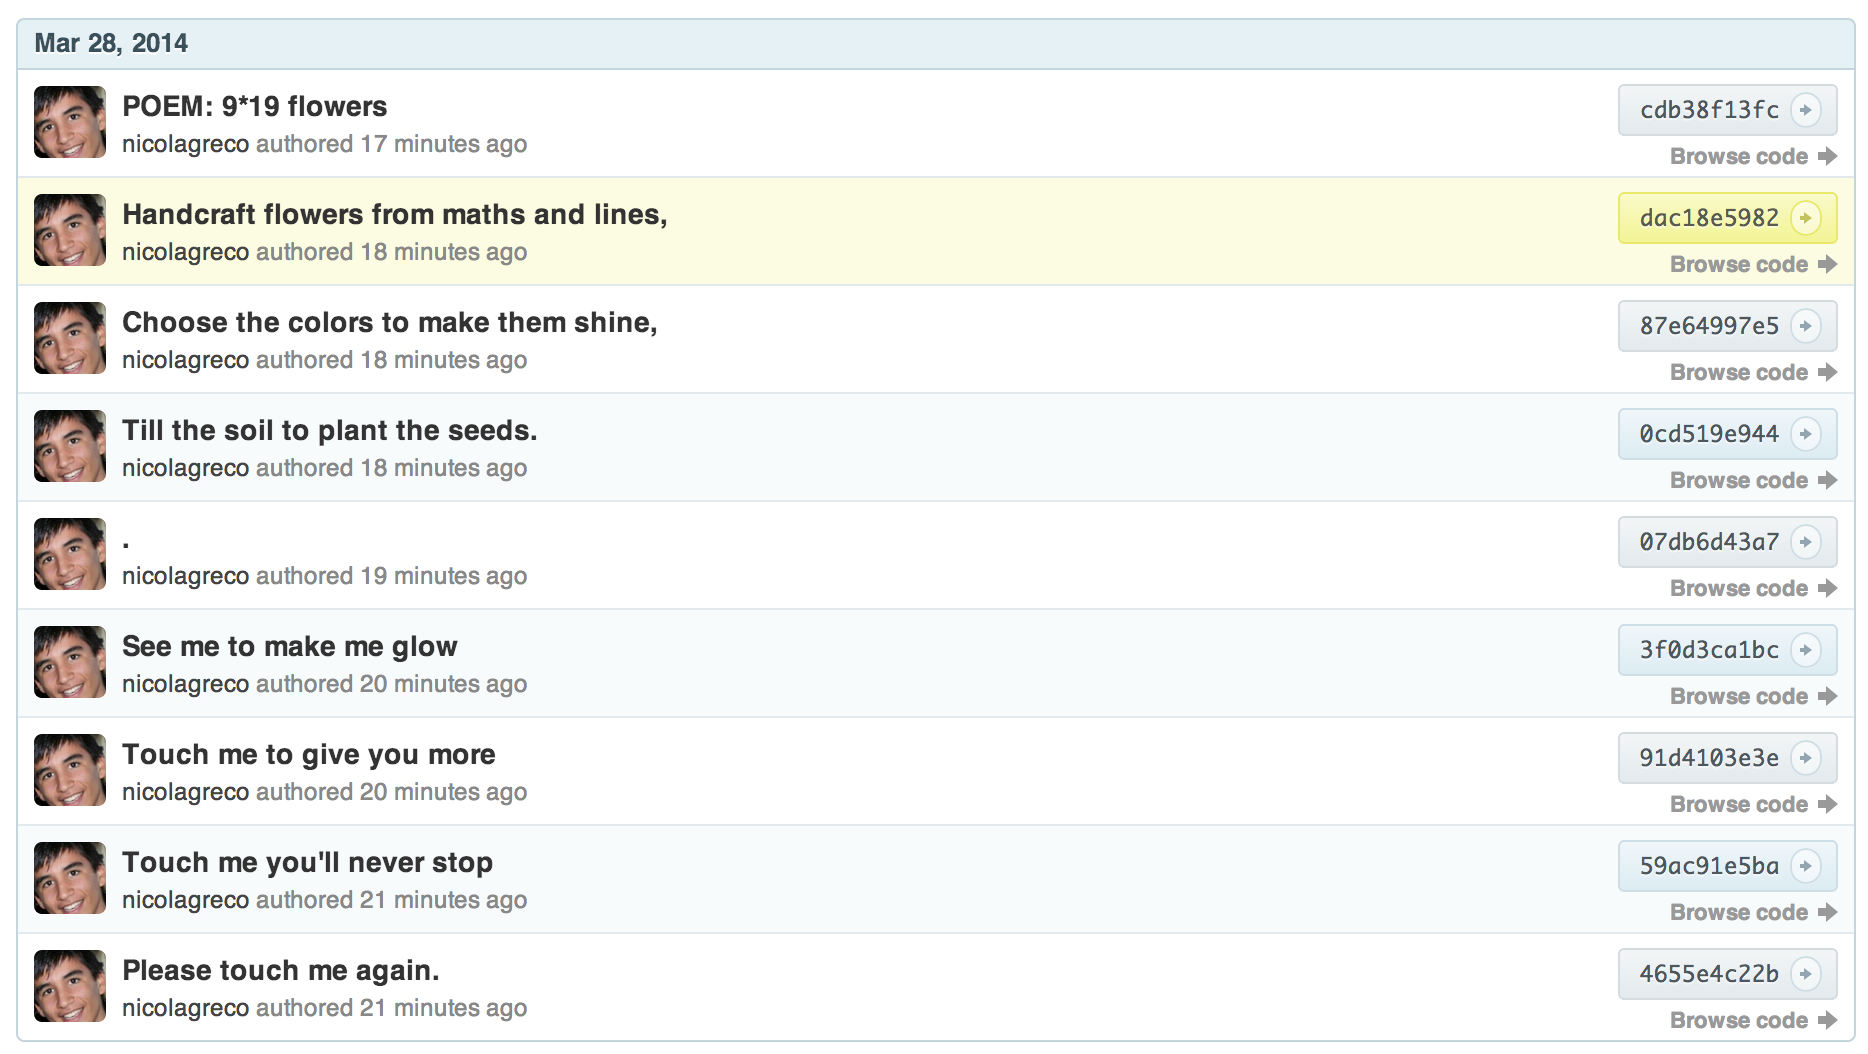 Mar 28, 2014
POEM: 9*19 flowers
nicolagreco authored 17 minutes ago
cdb38f13fc
Browse code
Handcraft flowers from maths and lines,
nicolagreco authored 18 minutes ago
dac18e5982
Browse code
Choose the colors to make them shine,
nicolagreco authored 18 minutes ago
87e64997e5
Browse code
Till the soil to plant the seeds.
nicolagreco authored 18 minutes ago
0cd519e944
Browse code
.
nicolagreco authored 19 minutes ago
07db6d43a7
Browse code
See me to make me glow
nicolagreco authored 20 minutes ago
3f0d3ca1bc
Browse code
Touch me to give you more
nicolagreco authored 20 minutes ago
91d4103e3e
Browse code
Touch me you'll never stop
nicolagreco authored 21 minutes ago
59ac91e5ba
Browse code
Please touch me again.
nicolagreco authored 21 minutes ago
4655e4c22b
Browse code